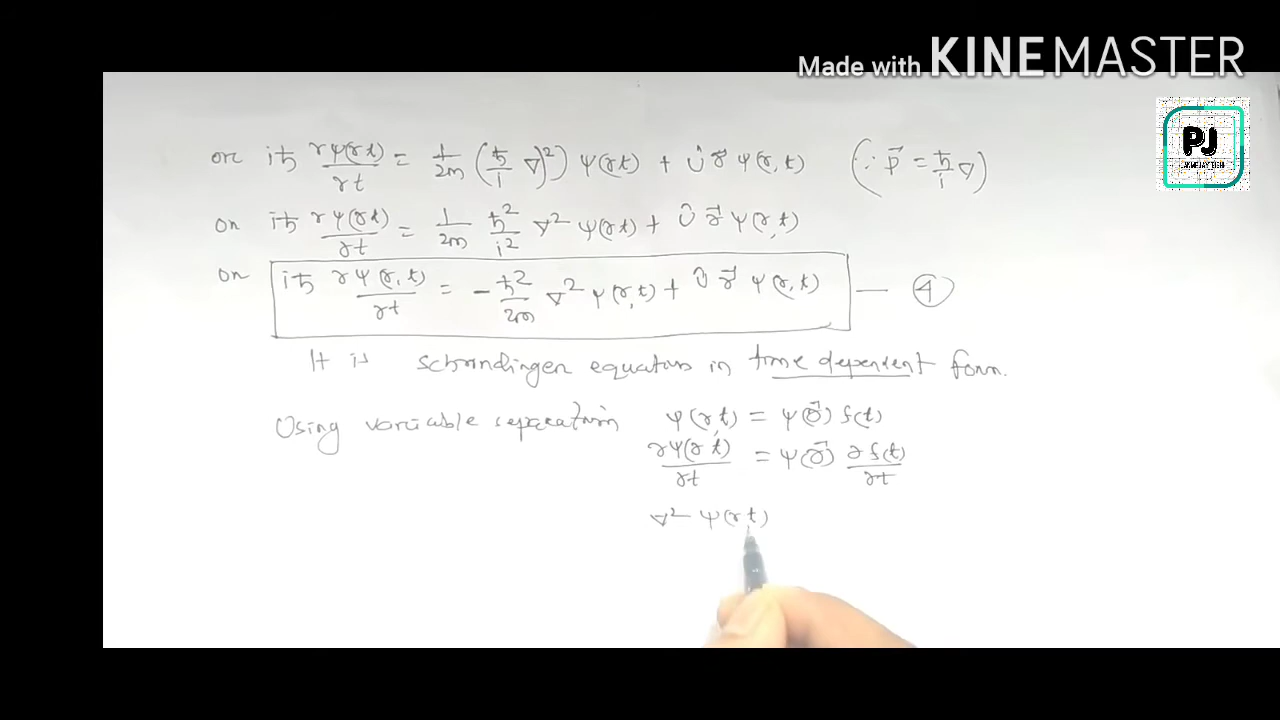 Made with KINEMASTER
PJ
or iħ ∂ψ(r,t)/∂t = 1/2m (ħ/i ∇)²) ψ(r,t) + Û r⃗ ψ(r,t) (∵ p⃗ = ħ/i ∇)
or iħ ∂ψ(r,t)/∂t = 1/2m ħ²/i² ∇² ψ(r,t) + Û r⃗ ψ(r,t)
or iħ ∂ψ(r,t)/∂t = - ħ²/2m ∇² ψ(r,t) + Û r⃗ ψ(r,t) — ④
It is schrondinger equation in time dependent form.
Using variable separation ψ(r,t) = ψ(r⃗) f(t)
∂ψ(r,t)/∂t = ψ(r⃗) ∂f(t)/∂t
∇² ψ(r t)